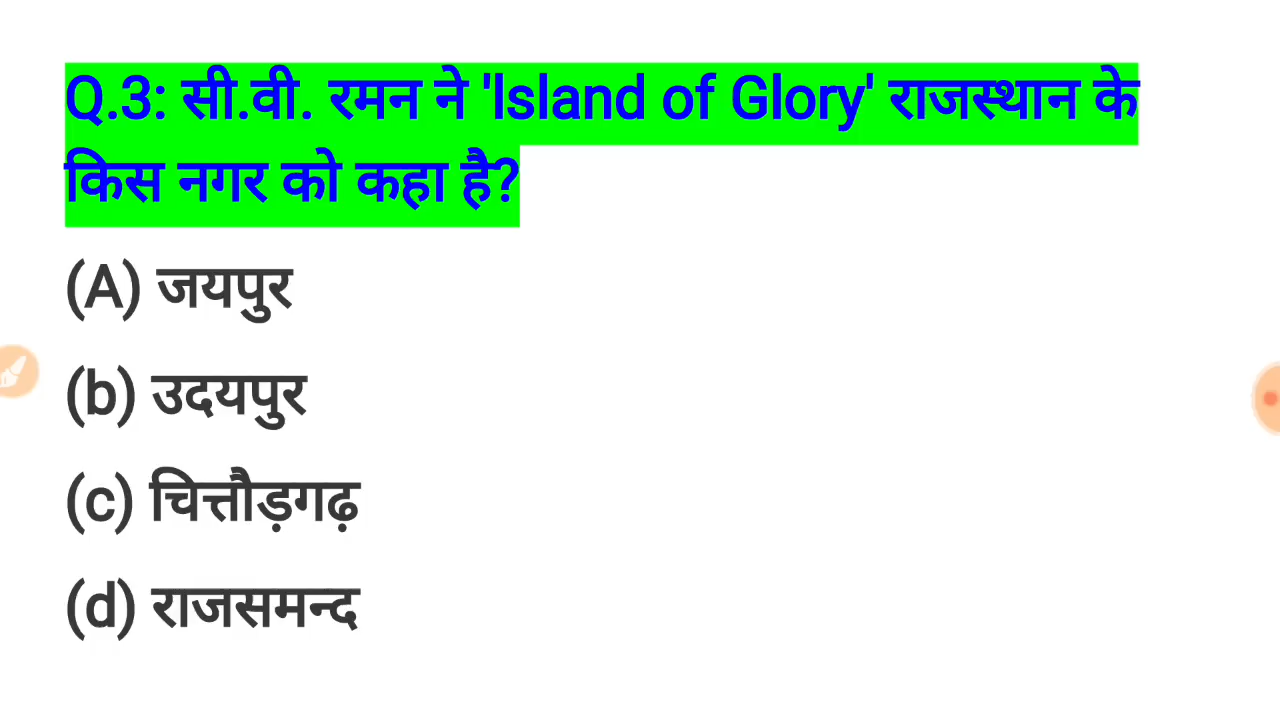 Q.3: सी.वी. रमन ने 'Island of Glory' राजस्थान के
किस नगर को कहा है?
(A) जयपुर
(b) उदयपुर
(c) चित्तौड़गढ़
(d) राजसमन्द